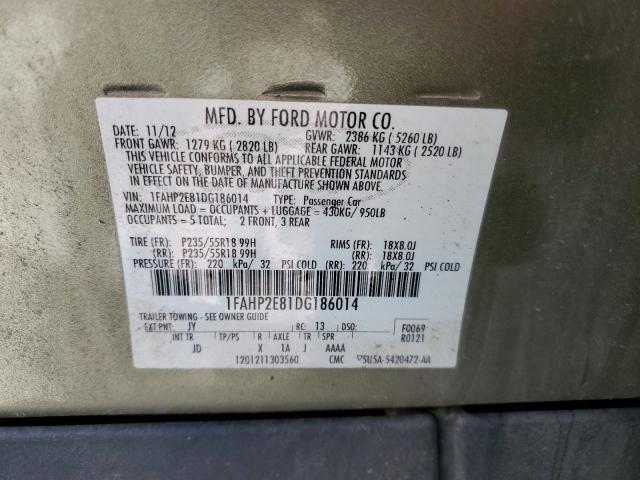 MFD. BY FORD MOTOR CO.
DATE: 11/12 GVWR: 2386 KG ( 5260 LB)
FRONT GAWR: 1279 KG ( 2820 LB) REAR GAWR: 1143 KG ( 2520 LB)
THIS VEHICLE CONFORMS TO ALL APPLICABLE FEDERAL MOTOR
VEHICLE SAFETY, BUMPER, AND THEFT PREVENTION STANDARDS
IN EFFECT ON THE DATE OF MANUFACTURE SHOWN ABOVE.
VIN: 1FAHP2E81DG186014 TYPE: Passenger Car
MAXIMUM LOAD = OCCUPANTS + LUGGAGE = 430KG/ 950LB
OCCUPANTS = 5 TOTAL; 2 FRONT, 3 REAR
TIRE (FR): P235/55R18 99H RIMS (FR): 18X8.0J
(RR): P235/55R18 99H (RR): 18X8.0J
PRESSURE (FR): 220 kPa/ 32 PSI COLD (RR): 220 kPa/ 32 PSI COLD
1FAHP2E81DG186014
TRAILER TOWING - SEE OWNER GUIDE
EXT PNT: JY RC: 13 DSO: F0069
INT TR TP/PS R AXLE TR SPR R0121
JD X 1A J AAAA
1201211303560 CMC 5U5A-5420472-AA